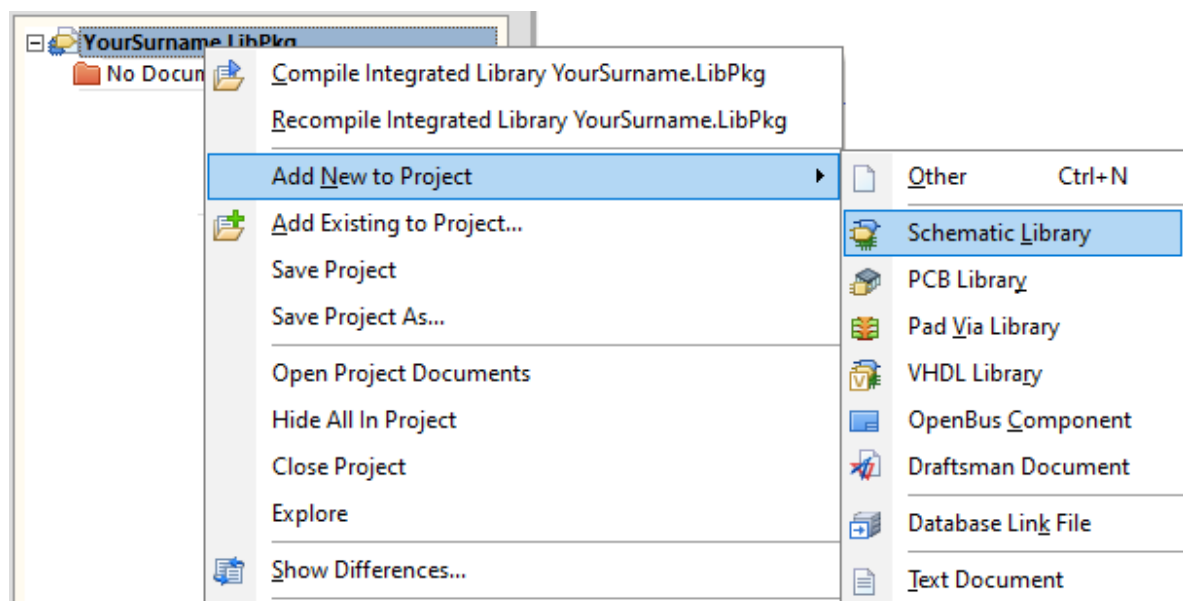 YourSurname.LibPkg
No Docum
Compile Integrated Library YourSurname.LibPkg
Recompile Integrated Library YourSurname.LibPkg
Add New to Project
Add Existing to Project...
Save Project
Save Project As...
Open Project Documents
Hide All In Project
Close Project
Explore
Show Differences...
Other Ctrl+N
Schematic Library
PCB Library
Pad Via Library
VHDL Library
OpenBus Component
Draftsman Document
Database Link File
Text Document